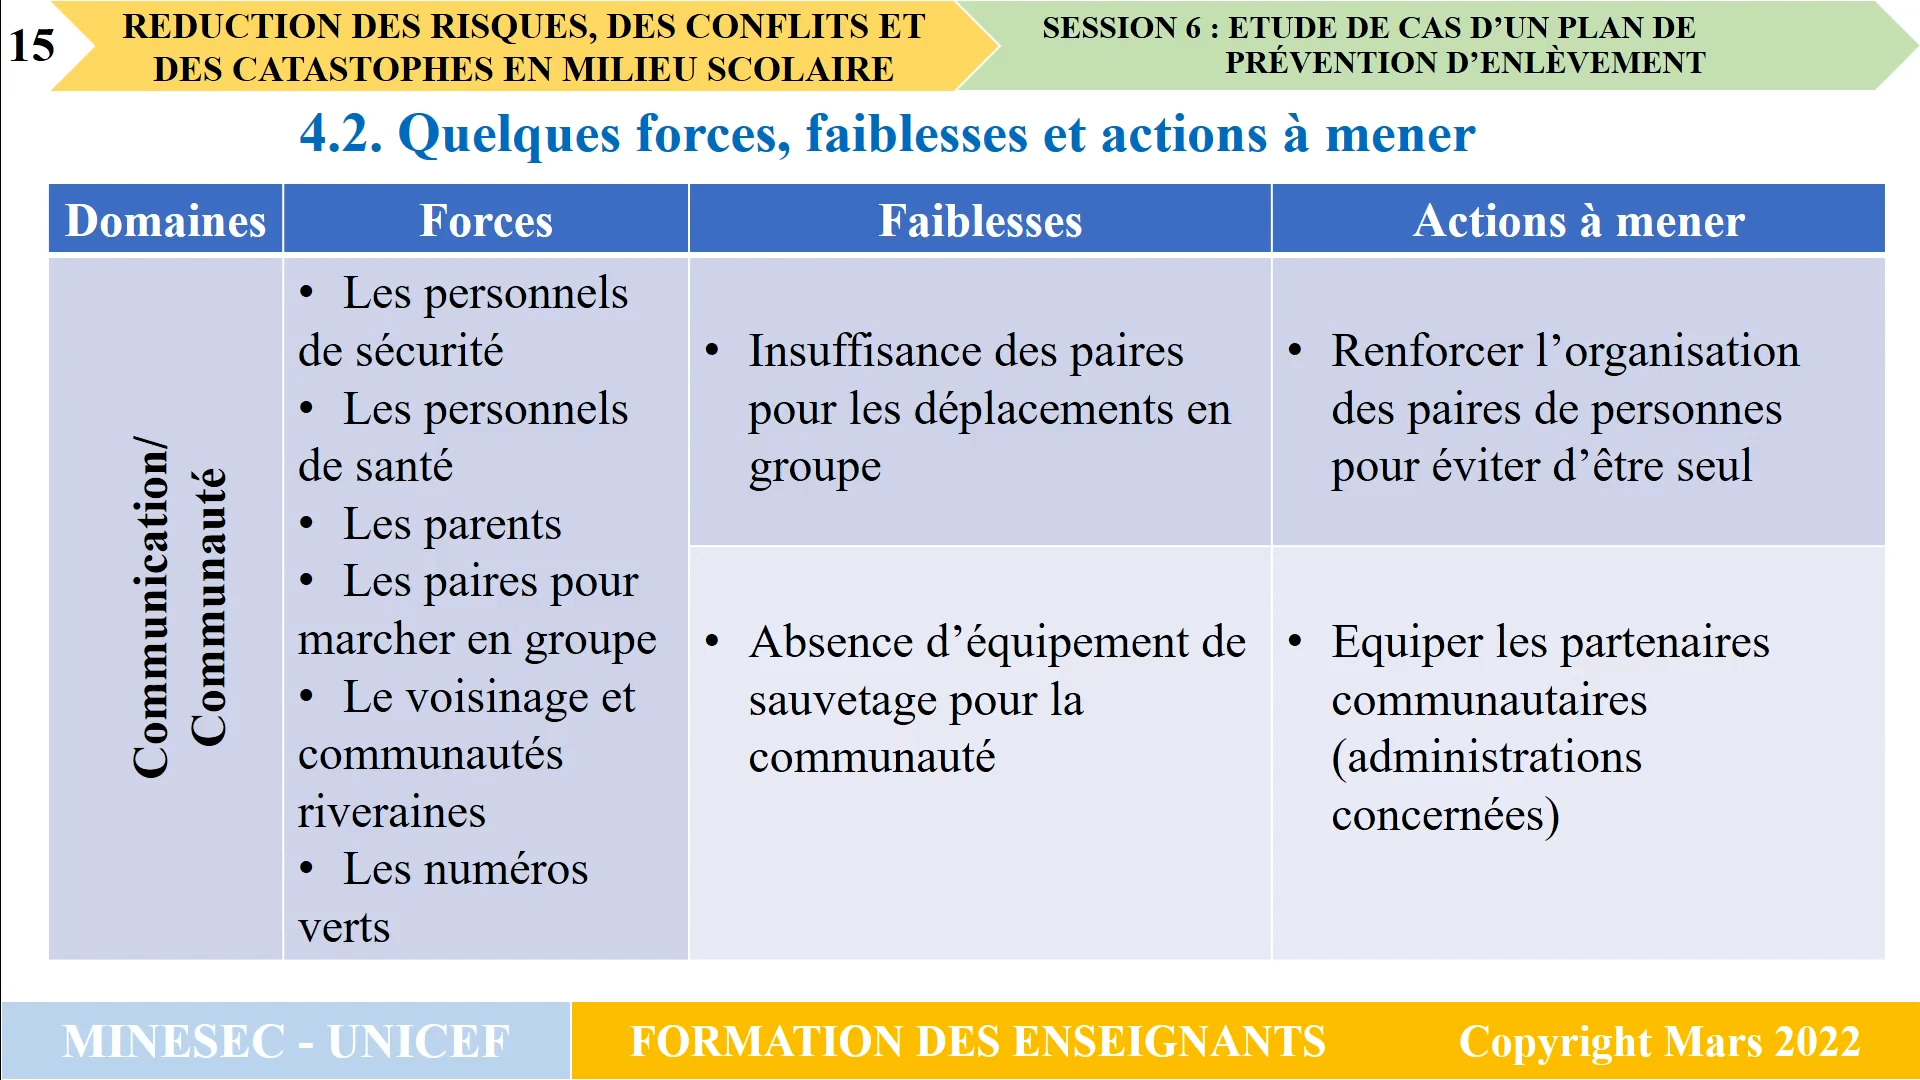 15
REDUCTION DES RISQUES, DES CONFLITS ET
DES CATASTOPHES EN MILIEU SCOLAIRE
SESSION 6 : ETUDE DE CAS D’UN PLAN DE
PRÉVENTION D’ENLÈVEMENT
4.2. Quelques forces, faiblesses et actions à mener
Domaines
Forces
Faiblesses
Actions à mener
Communication/
Communauté
• Les personnels
de sécurité
• Les personnels
de santé
• Les parents
• Les paires pour
marcher en groupe
• Le voisinage et
communautés
riveraines
• Les numéros
verts
• Insuffisance des paires
pour les déplacements en
groupe
• Renforcer l’organisation
des paires de personnes
pour éviter d’être seul
• Absence d’équipement de
sauvetage pour la
communauté
• Equiper les partenaires
communautaires
(administrations
concernées)
MINESEC - UNICEF
FORMATION DES ENSEIGNANTS
Copyright Mars 2022